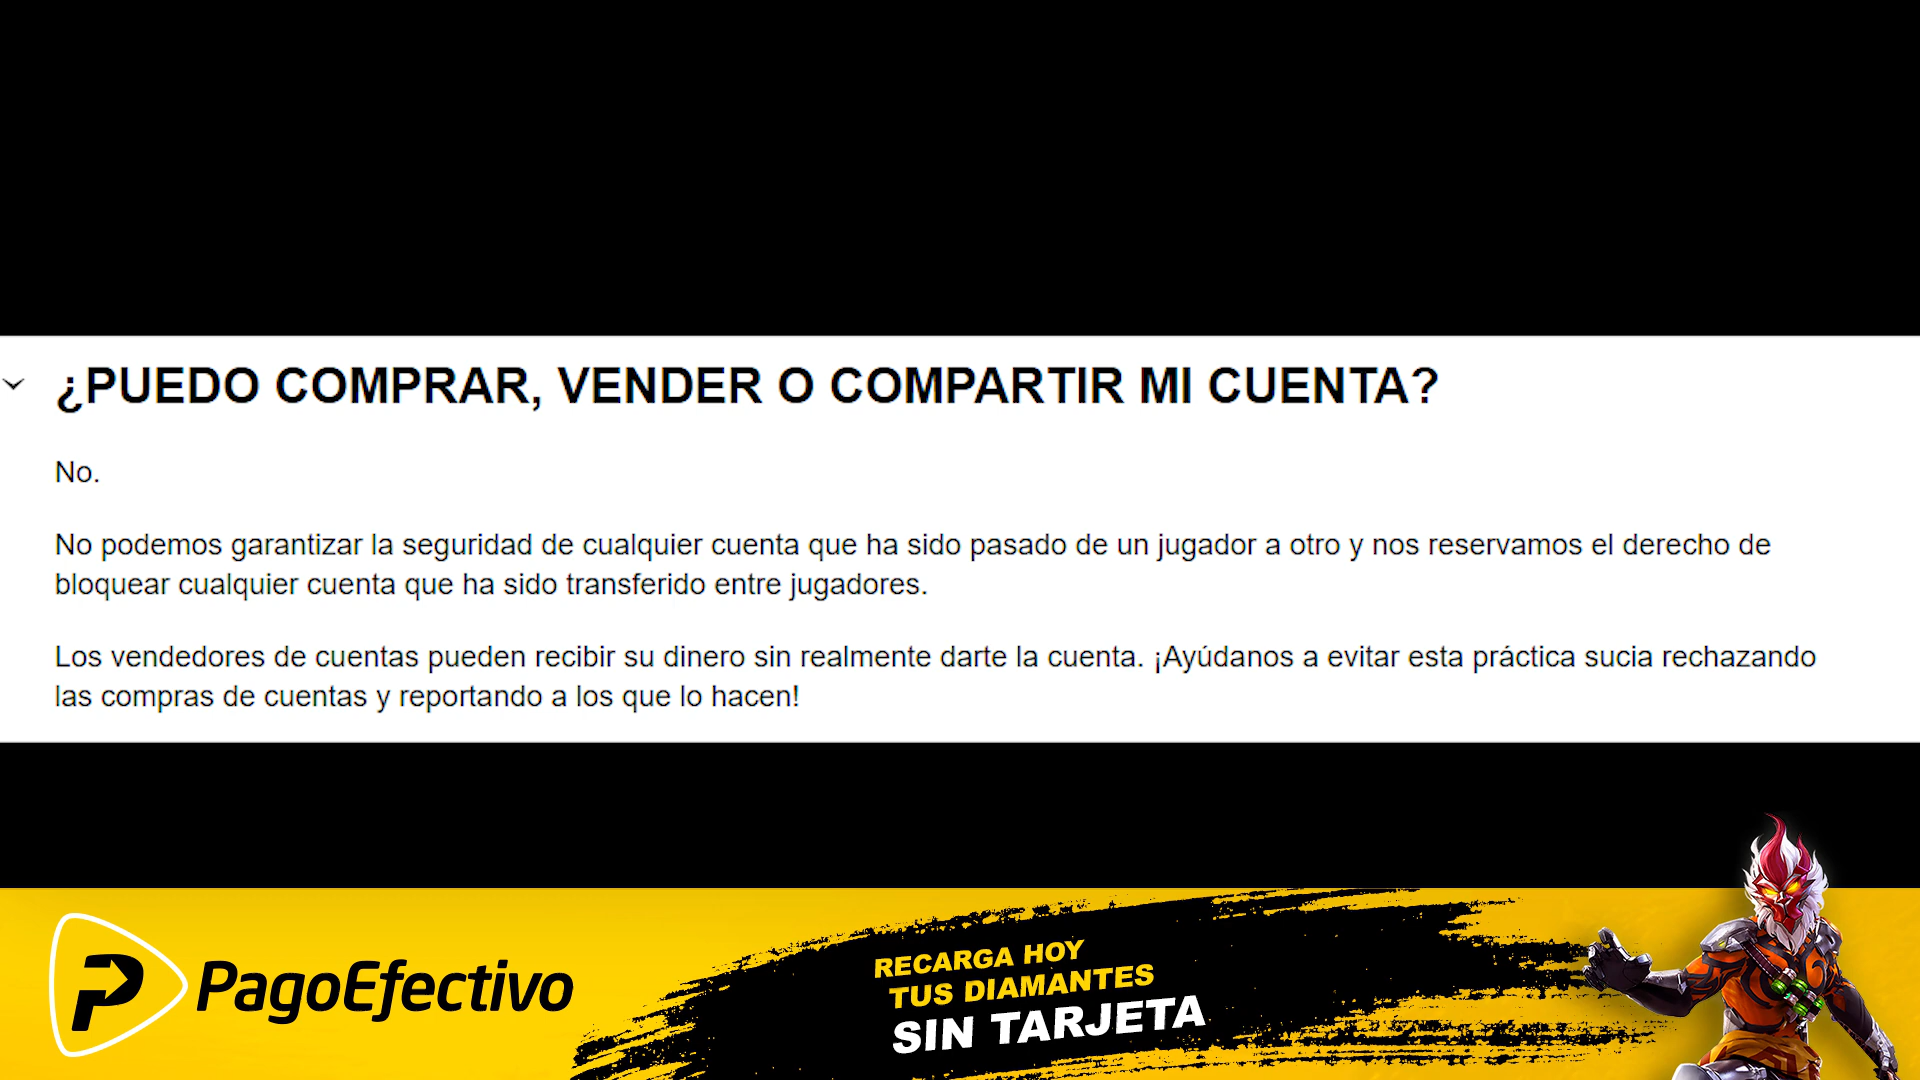 ¿PUEDO COMPRAR, VENDER O COMPARTIR MI CUENTA?
No.
No podemos garantizar la seguridad de cualquier cuenta que ha sido pasado de un jugador a otro y nos reservamos el derecho de
bloquear cualquier cuenta que ha sido transferido entre jugadores.
Los vendedores de cuentas pueden recibir su dinero sin realmente darte la cuenta. ¡Ayúdanos a evitar esta práctica sucia rechazando
las compras de cuentas y reportando a los que lo hacen!
PagoEfectivo
RECARGA HOY
TUS DIAMANTES
SIN TARJETA